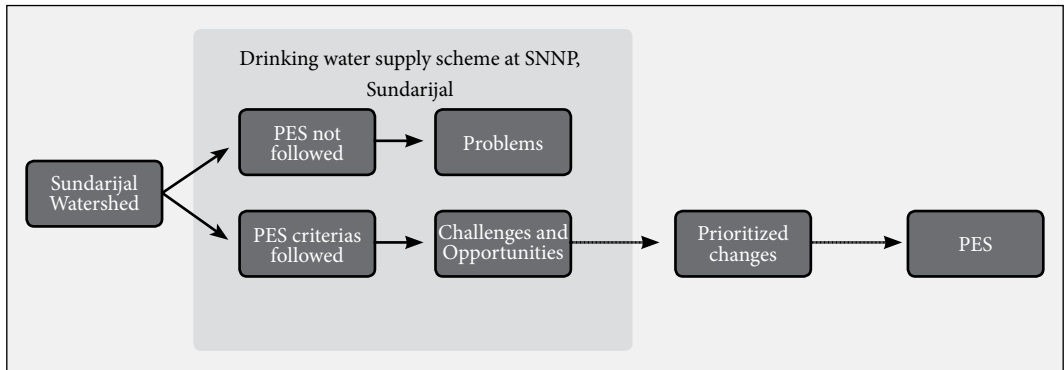 Drinking water supply scheme at SNNP,
Sundarijal
Sundarijal
Watershed
PES not
followed
Problems
PES criterias
followed
Challenges and
Opportunities
Prioritized
changes
PES